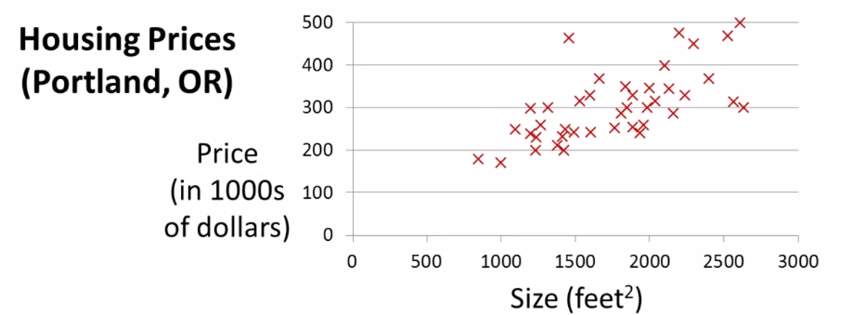 Housing Prices
(Portland, OR)
Price
(in 1000s
of dollars)
500
400
300
200
100
0
0 500 1000 1500 2000 2500 3000
Size (feet²)